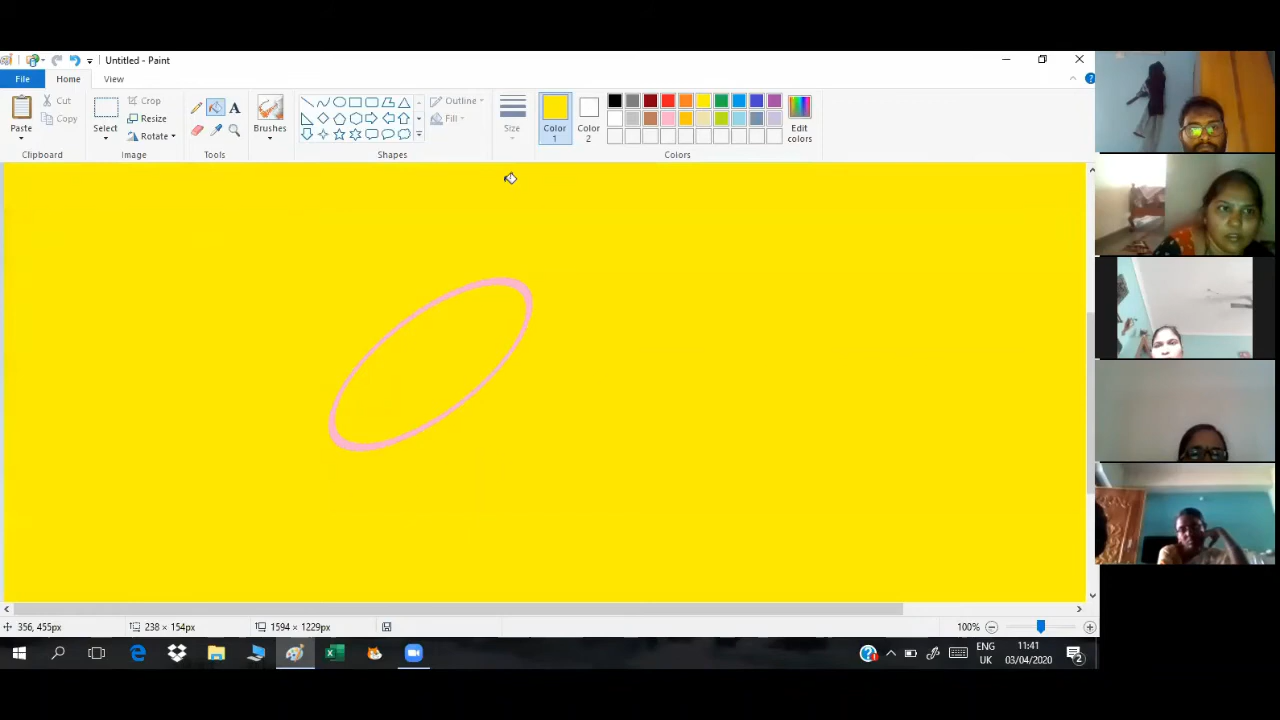 Untitled - Paint
File Home View
Paste
Cut
Copy
Clipboard
Select
Crop
Resize
Rotate
Image
A
Tools
Brushes
Outline
Fill
Shapes
Size
Color 1
Color 2
Edit colors
Colors
356, 455px
238 × 154px
1594 × 1229px
100%
ENG
UK
11:41
03/04/2020
2